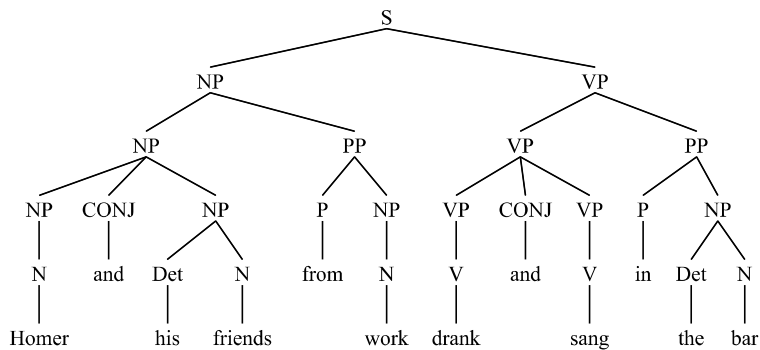 S
NP VP
NP PP VP PP
NP CONJ NP P NP VP CONJ VP P NP
N and Det N from N V and V in Det N
Homer his friends work drank sang the bar